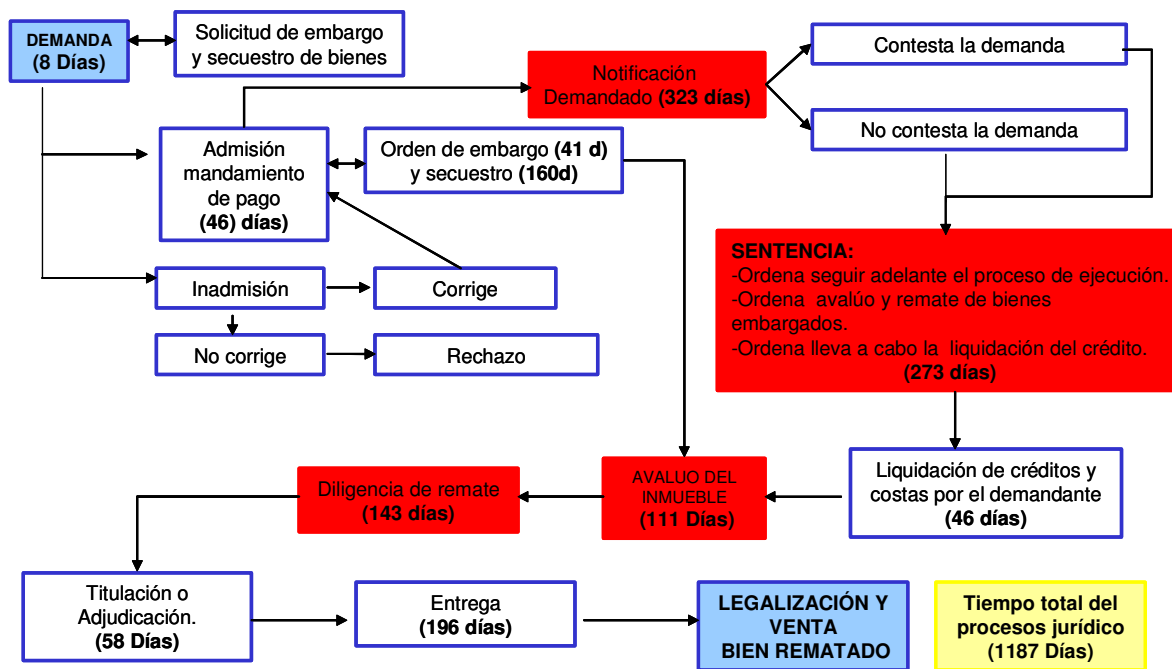 DEMANDA
(8 Días)
Solicitud de embargo
y secuestro de bienes
Notificación
Demandado (323 días)
Contesta la demanda
No contesta la demanda
Admisión
mandamiento
de pago
(46) días)
Orden de embargo (41 d)
y secuestro (160d)
Inadmisión
Corrige
No corrige
Rechazo
SENTENCIA:
-Ordena seguir adelante el proceso de ejecución.
-Ordena avalúo y remate de bienes
embargados.
-Ordena lleva a cabo la liquidación del crédito.
(273 días)
Liquidación de créditos y
costas por el demandante
(46 días)
AVALUO DEL
INMUEBLE
(111 Días)
Diligencia de remate
(143 días)
Titulación o
Adjudicación.
(58 Días)
Entrega
(196 días)
LEGALIZACIÓN Y
VENTA
BIEN REMATADO
Tiempo total del
procesos jurídico
(1187 Días)